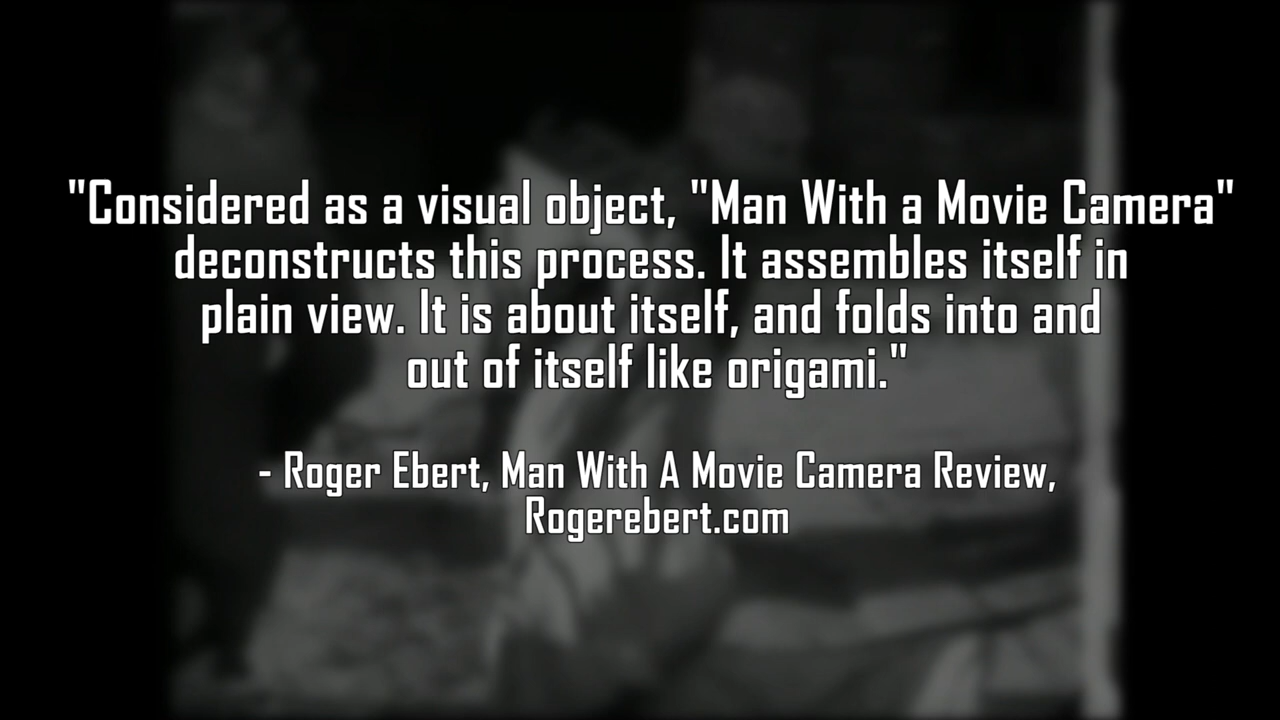 "Considered as a visual object, "Man With a Movie Camera"
deconstructs this process. It assembles itself in
plain view. It is about itself, and folds into and
out of itself like origami."
- Roger Ebert, Man With A Movie Camera Review,
Rogerebert.com